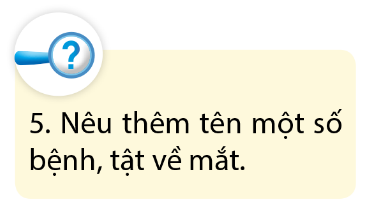 ?
5. Nêu thêm tên một số
bệnh, tật về mắt.